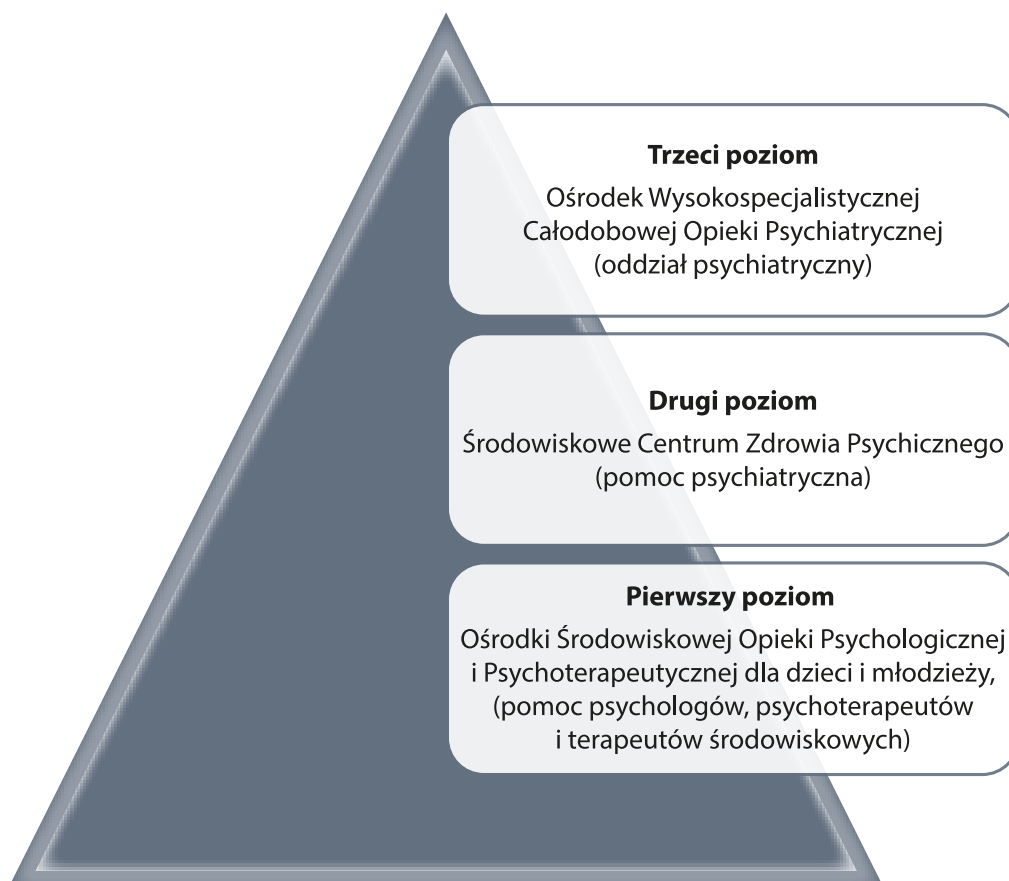 Trzeci poziom
Ośrodek Wysokospecjalistycznej
Całodobowej Opieki Psychiatrycznej
(oddział psychiatryczny)
Drugi poziom
Środowiskowe Centrum Zdrowia Psychicznego
(pomoc psychiatryczna)
Pierwszy poziom
Ośrodki Środowiskowej Opieki Psychologicznej
i Psychoterapeutycznej dla dzieci i młodzieży,
(pomoc psychologów, psychoterapeutów
i terapeutów środowiskowych)